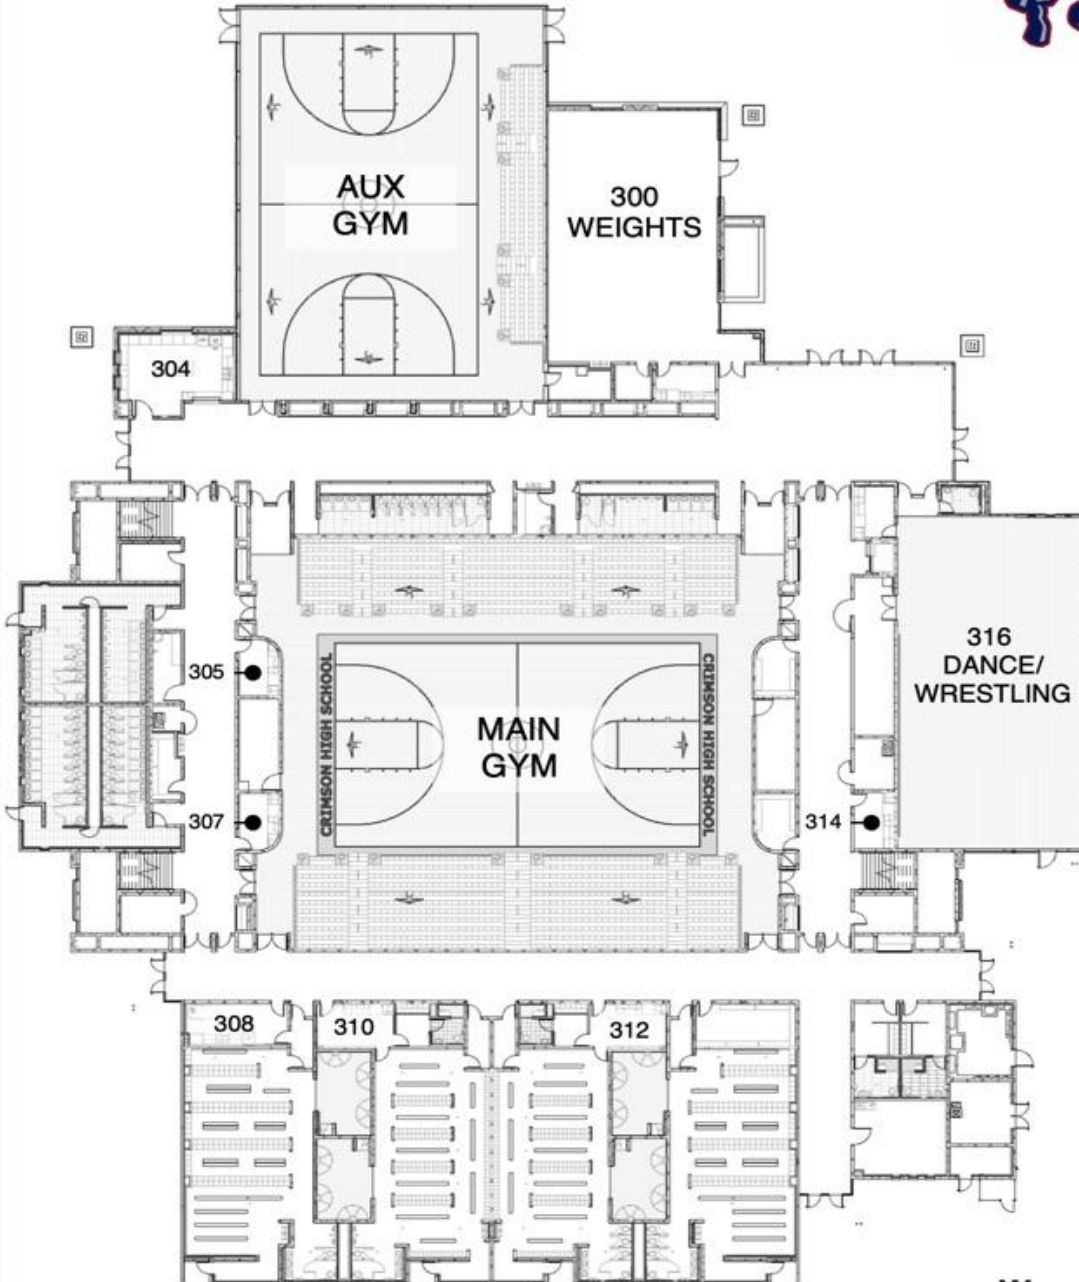 AUX
GYM
300
WEIGHTS
304
305
CRIMSON HIGH SCHOOL
MAIN
GYM
CRIMSON HIGH SCHOOL
316
DANCE/
WRESTLING
307
314
308
310
312